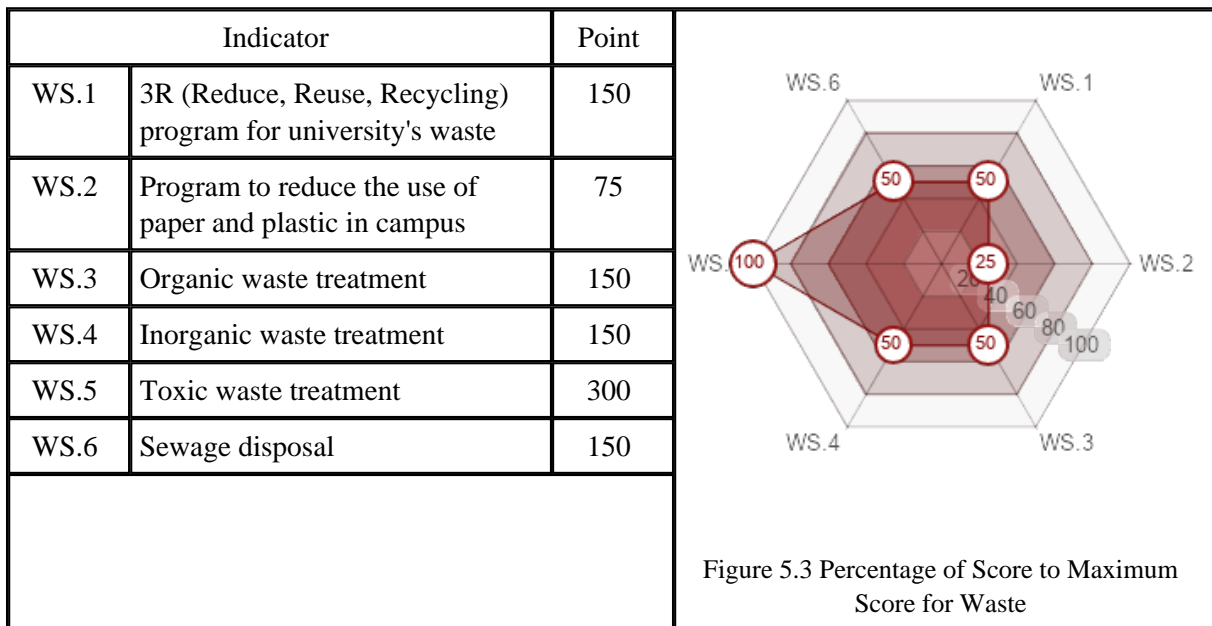 Indicator Point
WS.1 3R (Reduce, Reuse, Recycling) 150
program for university's waste
WS.2 Program to reduce the use of 75
paper and plastic in campus
WS.3 Organic waste treatment 150
WS.4 Inorganic waste treatment 150
WS.5 Toxic waste treatment 300
WS.6 Sewage disposal 150
WS.6 WS.1
50 50
WS. 100 25 WS.2
20
40
60
80
100
50 50
WS.4 WS.3
Figure 5.3 Percentage of Score to Maximum
Score for Waste